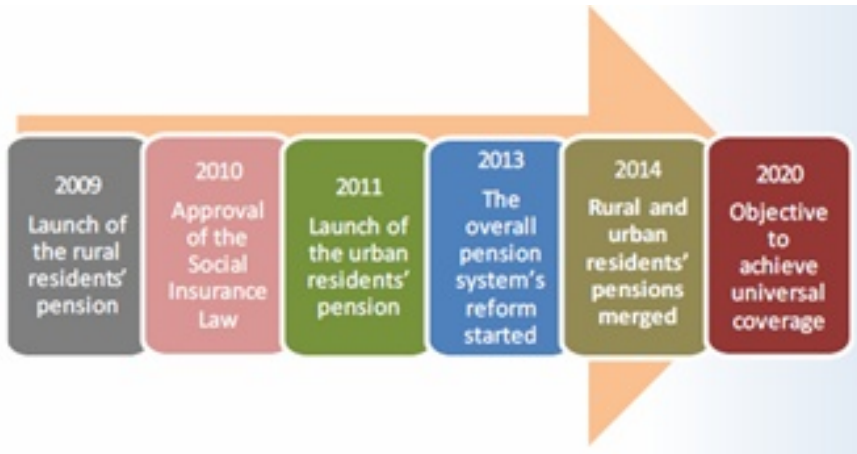 2009
Launch of
the rural
residents'
pension
2010
Approval
of the
Social
Insurance
Law
2011
Launch of
the urban
residents'
pension
2013
The
overall
pension
system's
reform
started
2014
Rural and
urban
residents'
pensions
merged
2020
Objective
to
achieve
universal
coverage